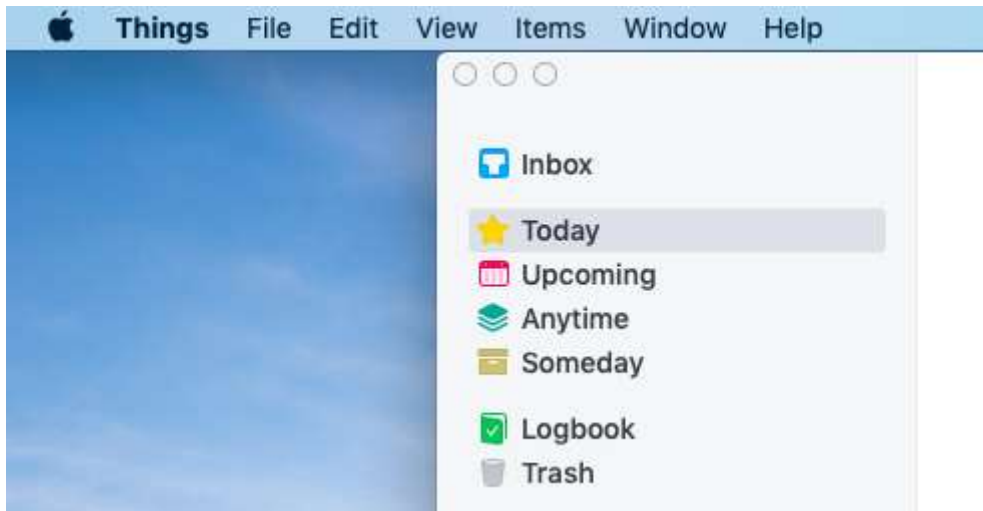 Things File Edit View Items Window Help
Inbox
Today
Upcoming
Anytime
Someday
Logbook
Trash